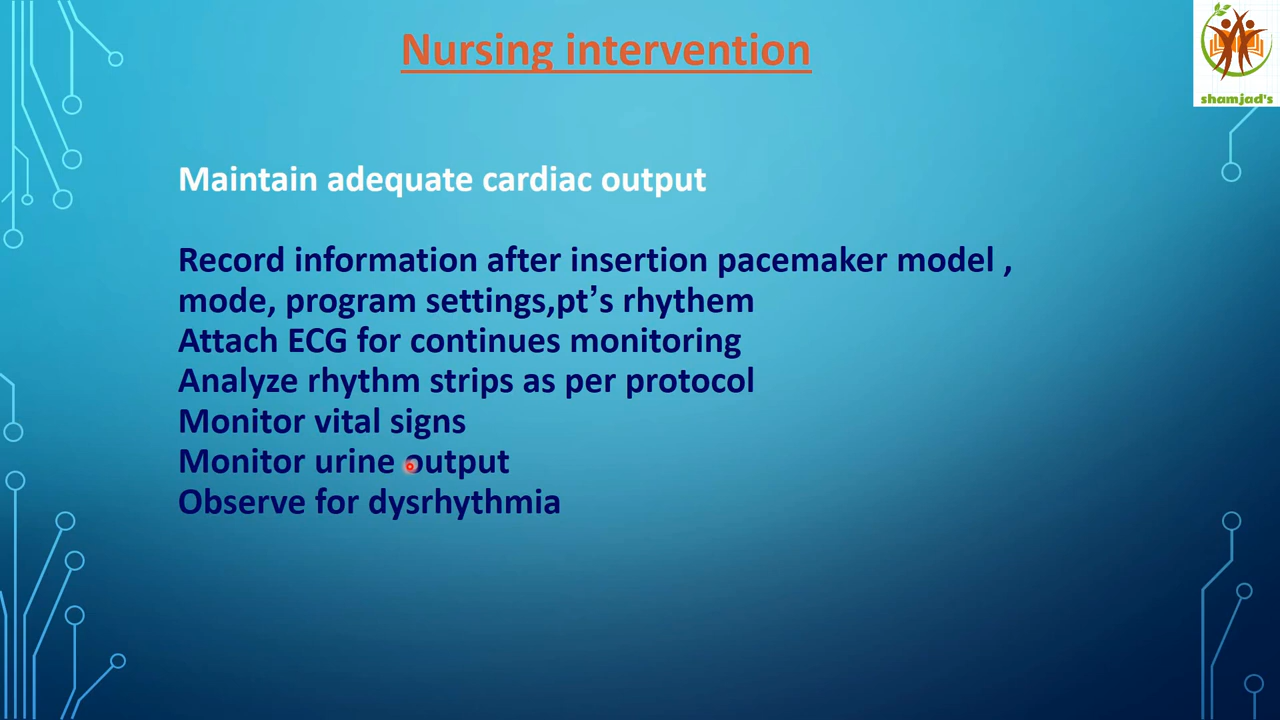 Nursing intervention
shamjad's
Maintain adequate cardiac output
Record information after insertion pacemaker model ,
mode, program settings,pt’s rhythem
Attach ECG for continues monitoring
Analyze rhythm strips as per protocol
Monitor vital signs
Monitor urine output
Observe for dysrhythmia